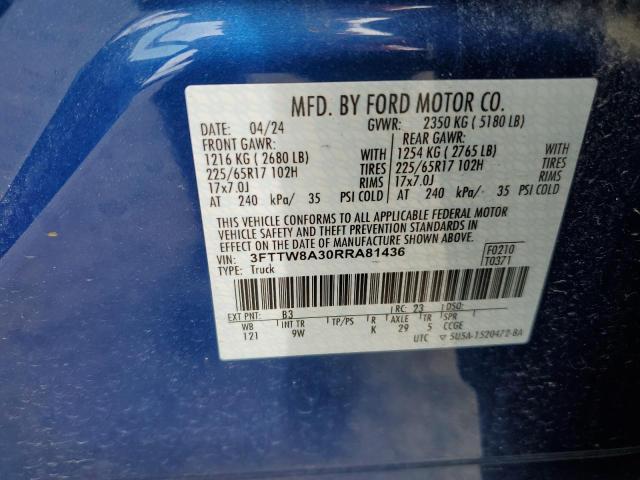 MFD. BY FORD MOTOR CO.
DATE: 04/24 GVWR: 2350 KG ( 5180 LB)
FRONT GAWR: REAR GAWR:
1216 KG ( 2680 LB) WITH 1254 KG ( 2765 LB) WITH
225/65R17 102H TIRES 225/65R17 102H TIRES
17x7.0J RIMS 17x7.0J RIMS
AT 240 kPa/ 35 PSI COLD AT 240 kPa/ 35 PSI COLD
THIS VEHICLE CONFORMS TO ALL APPLICABLE FEDERAL MOTOR
VEHICLE SAFETY AND THEFT PREVENTION STANDARDS IN
EFFECT ON THE DATE OF MANUFACTURE SHOWN ABOVE.
VIN: 3FTTW8A30RRA81436 F0210
TYPE: Truck T0371
EXT PNT: B3 RC: 23 DSO:
WB INT TR TP/PS R AXLE TR SPR
121 9W K 29 5 CCGE
UTC ▽ 5U5A-1520472-BA